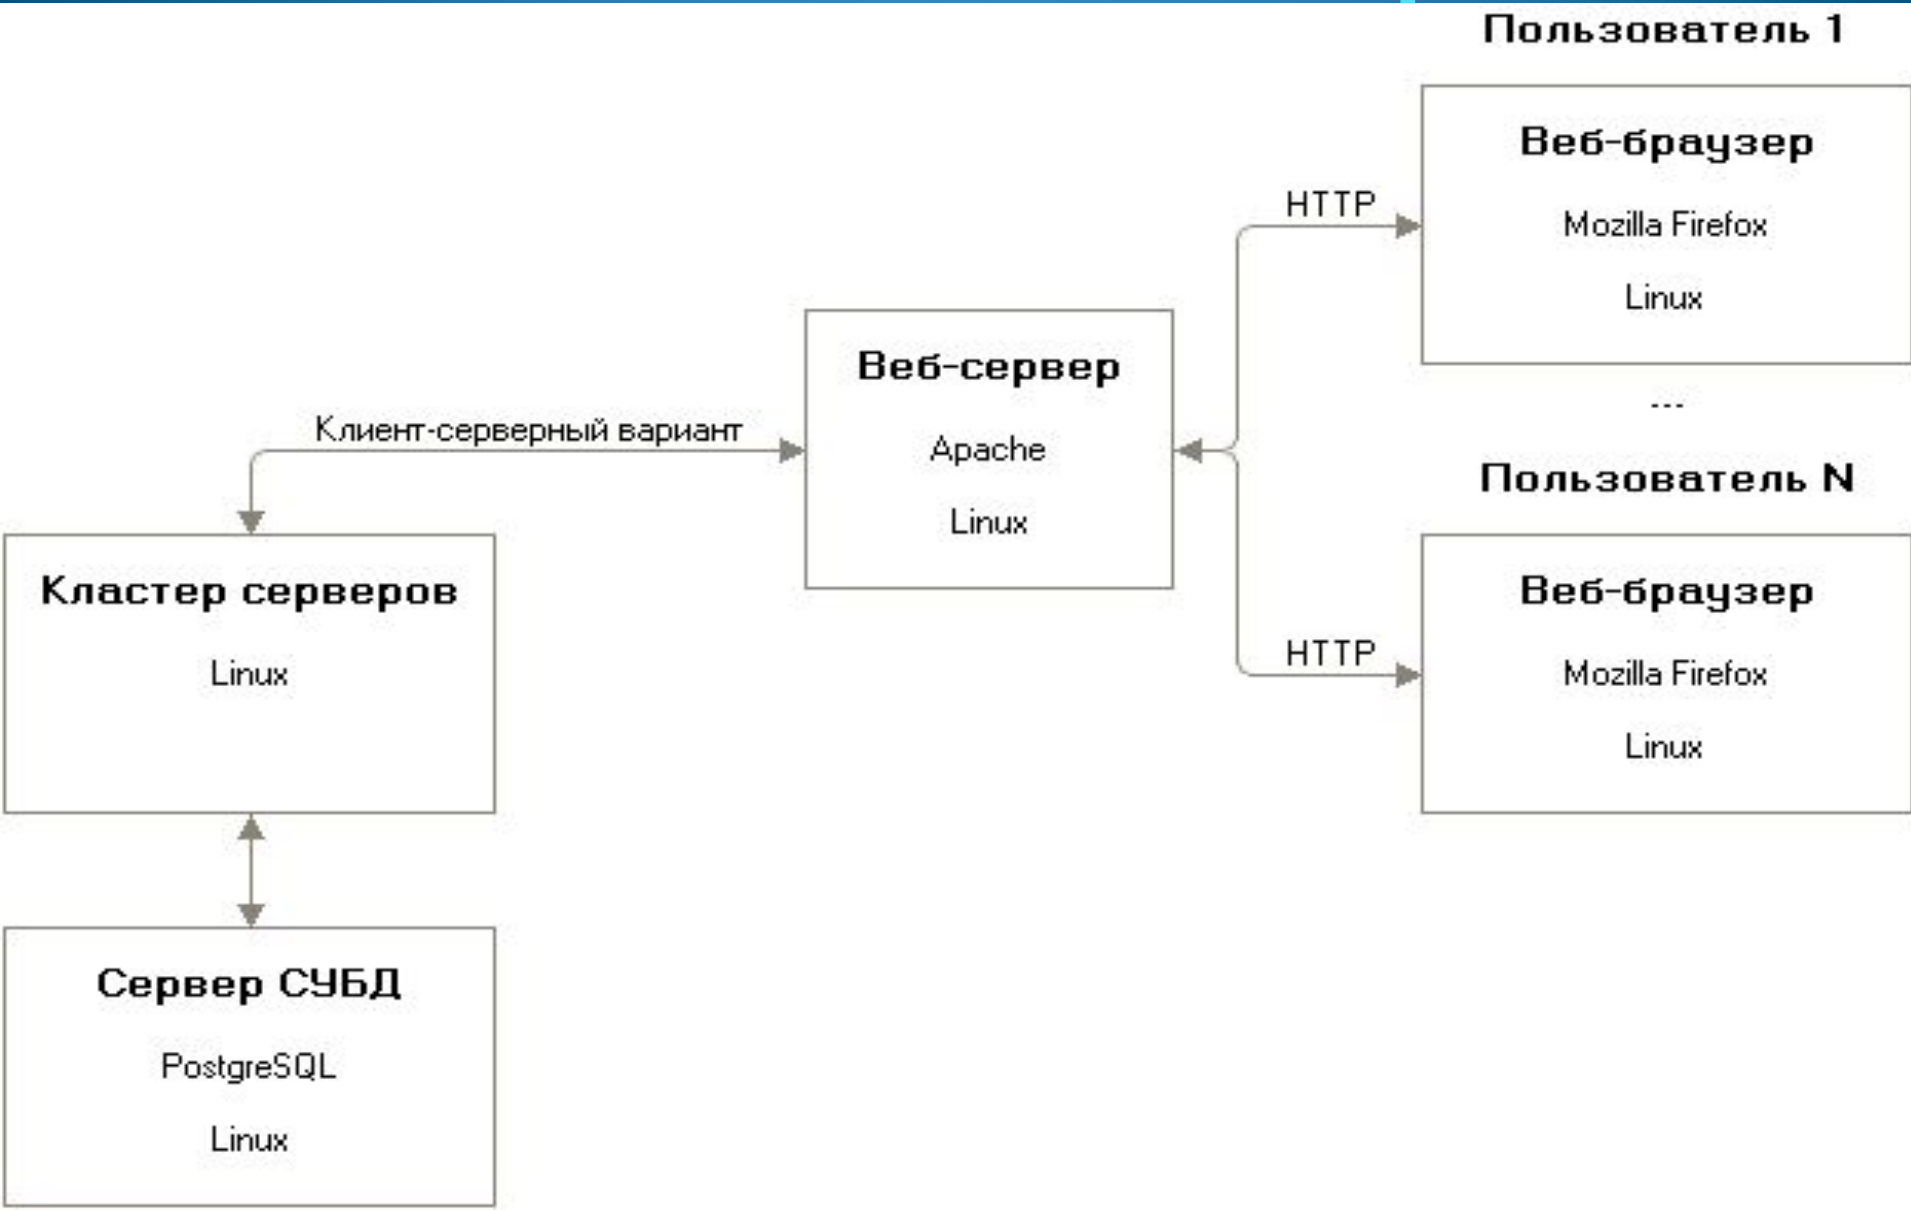 Пользователь 1
Веб-браузер
Mozilla Firefox
Linux
HTTP
---
Веб-сервер
Apache
Linux
Клиент-серверный вариант
Пользователь N
Веб-браузер
Mozilla Firefox
Linux
HTTP
Кластер серверов
Linux
Сервер СУБД
PostgreSQL
Linux